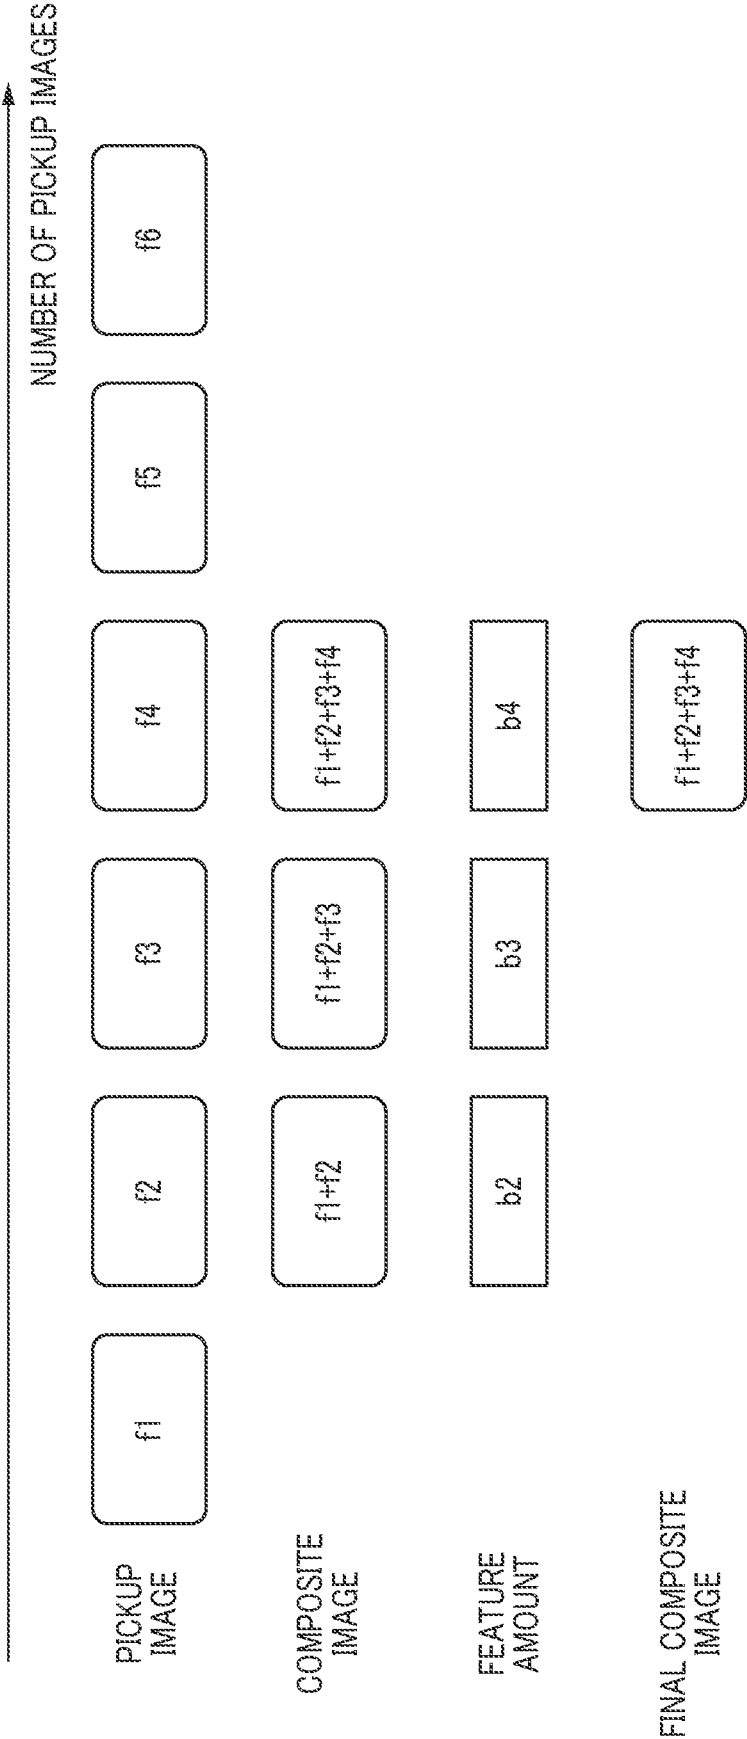 NUMBER OF PICKUP IMAGES
PICKUP
IMAGE
f1
f2
f3
f4
f5
f6
COMPOSITE
IMAGE
f1+f2
f1+f2+f3
f1+f2+f3+f4
FEATURE
AMOUNT
b2
b3
b4
FINAL COMPOSITE
IMAGE
f1+f2+f3+f4